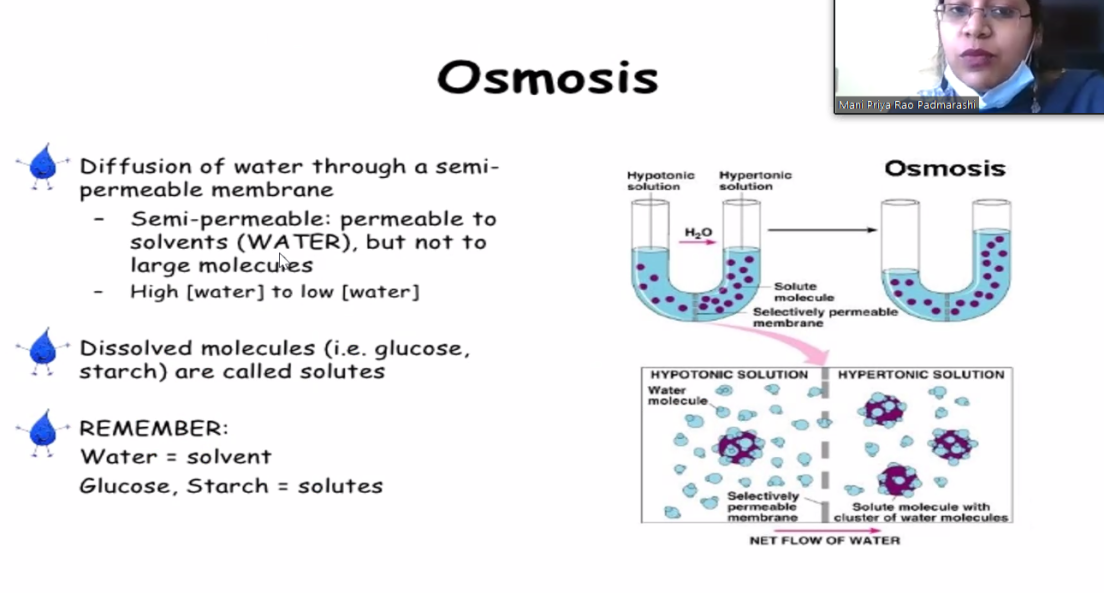 Osmosis
Mani Priya Rao Padmarashi
Diffusion of water through a semi-
permeable membrane
- Semi-permeable: permeable to
solvents (WATER), but not to
large molecules
- High [water] to low [water]
Dissolved molecules (i.e. glucose,
starch) are called solutes
REMEMBER:
Water = solvent
Glucose, Starch = solutes
Osmosis
Hypotonic
solution
Hypertonic
solution
H₂O
Solute
molecule
Selectively permeable
membrane
HYPOTONIC SOLUTION
HYPERTONIC SOLUTION
Water
molecule
Selectively
permeable
membrane
Solute molecule with
cluster of water molecules
NET FLOW OF WATER